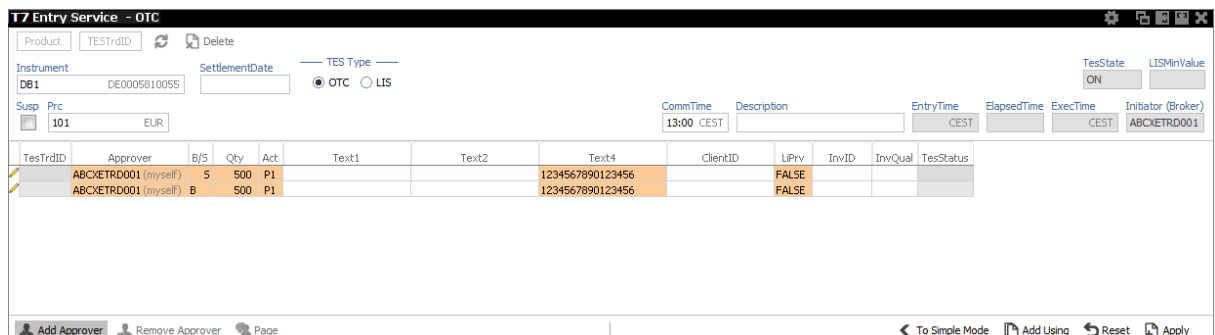 T7 Entry Service - OTC
Product TESTrdID Delete
Instrument SettlementDate TES Type TesState LISMinValue
DB1 DE0005810055 OTC LIS ON
Susp Prc CommTime Description EntryTime ElapsedTime ExecTime Initiator (Broker)
101 EUR 13:00 CEST CEST CEST ABCXETRD001
TesTrdID Approver B/S Qty Act Text1 Text2 Text4 ClientID LiPrv InvID InvQual TesStatus
ABCXETRD001 (myself) S 500 P1 1234567890123456 FALSE
ABCXETRD001 (myself) B 500 P1 1234567890123456 FALSE
Add Approver Remove Approver Page To Simple Mode Add Using Reset Apply